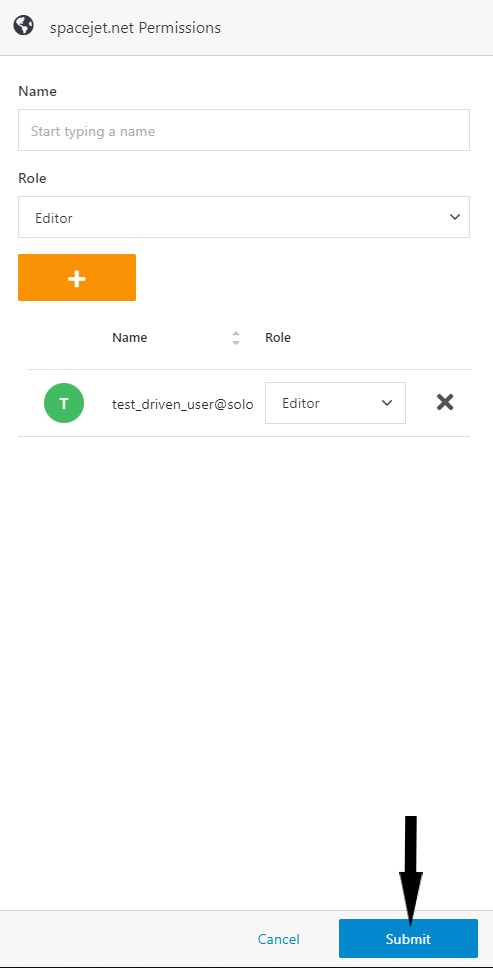 spacejet.net Permissions
Name
Start typing a name
Role
Editor
+
Name Role
T test_driven_user@solo Editor
Cancel Submit